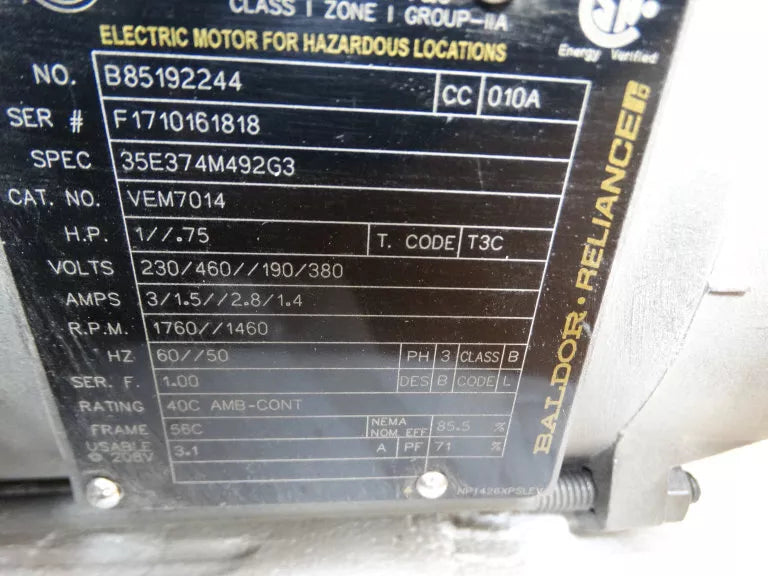 CLASS I ZONE I GROUP-IIA
ELECTRIC MOTOR FOR HAZARDOUS LOCATIONS
Energy Verified
NO. B85192244 CC 010A
SER # F1710161818
SPEC 35E374M492G3
CAT. NO. VEM7014
H.P. 1//.75 T. CODE T3C
VOLTS 230/460//190/380
AMPS 3/1.5//2.8/1.4
R.P.M. 1760//1460
HZ 60//50 PH 3 CLASS B
SER. F. 1.00 DES B CODE L
RATING 40C AMB-CONT
FRAME 56C NEMA NOM EFF 85.5 %
USABLE @ 208V 3.1 A PF 71 %
BALDOR • RELIANCE